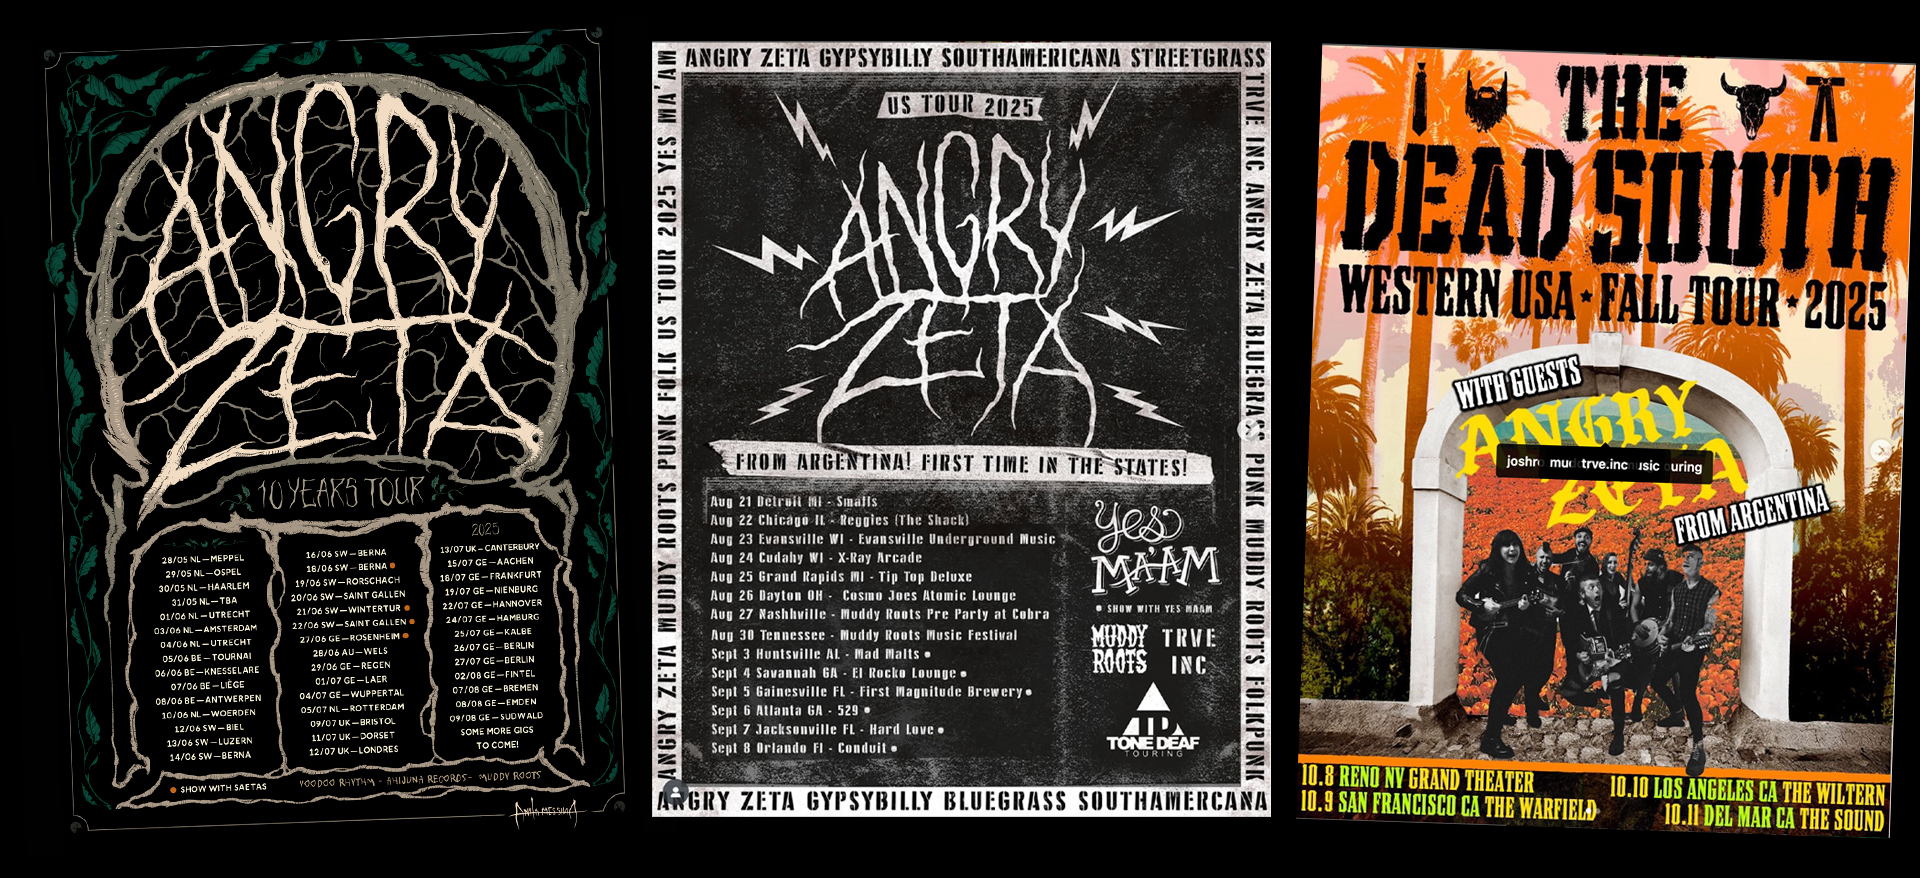 ANGRY
ZETA
10 YEARS TOUR
28/05 NL—MEPPEL
29/05 NL—OSPEL
30/05 NL—HAARLEM
31/05 NL—TBA
01/06 NL—UTRECHT
03/06 NL—AMSTERDAM
04/06 NL—UTRECHT
05/06 BE—TOURNAI
06/06 BE—KNESSELARE
07/06 BE—LIÈGE
08/06 BE—ANTWERPEN
10/06 NL—WOERDEN
12/06 SW—BIEL
13/06 SW—LUZERN
14/06 SW—BERNA
16/06 SW—BERNA
18/06 SW—BERNA
19/06 SW—RORSCHACH
20/06 SW—SAINT GALLEN
21/06 SW—WINTERTUR
22/06 SW—SAINT GALLEN
27/06 GE—ROSENHEIM
28/06 AU—WELS
29/06 GE—REGEN
01/07 GE—LAER
04/07 GE—WUPPERTAL
05/07 NL—ROTTERDAM
09/07 UK—BRISTOL
11/07 UK—DORSET
12/07 UK—LONDRES
2025
13/07 UK—CANTERBURY
15/07 GE—AACHEN
18/07 GE—FRANKFURT
19/07 GE—NIENBURG
22/07 GE—HANNOVER
24/07 GE—HAMBURG
25/07 GE—KALBE
26/07 GE—BERLIN
27/07 GE—BERLIN
02/08 GE—FINTEL
07/08 GE—BREMEN
08/08 GE—EMDEN
09/08 GE—SUDWALD
SOME MORE GIGS
TO COME!
SHOW WITH SAETAS
VOODOO RHYTHM - AHIJUNA RECORDS - MUDDY ROOTS
ANGRY ZETA GYPSYBILLY SOUTHAMERICANA STREETGRASS
TRVE INC ANGRY ZETA BLUEGRASS PUNK MUDDY ROOTS FOLKPUNK
ANGRY ZETA MUDDY ROOTS PUNK FOLK US TOUR 2025 YES MA'AM
US TOUR 2025
ANGRY
ZETA
FROM ARGENTINA! FIRST TIME IN THE STATES!
Aug 21 Detroit MI - Smalls
Aug 22 Chicago IL - Reggies (The Shack)
Aug 23 Evansville WI - Evansville Underground Music
Aug 24 Cudahy WI - X-Ray Arcade
Aug 25 Grand Rapids MI - Tip Top Deluxe
Aug 26 Dayton OH - Cosmo Joes Atomic Lounge
Aug 27 Nashhville - Muddy Roots Pre Party at Cobra
Aug 30 Tennessee - Muddy Roots Music Festival
Sept 3 Huntsville AL - Mad Malts
Sept 4 Savannah GA - El Rocko Lounge
Sept 5 Gainesville FL - First Magnitude Brewery
Sept 6 Atlanta GA - 529
Sept 7 Jacksonville FL - Hard Love
Sept 8 Orlando Fl - Conduit
Yes
MA'AM
SHOW WITH YES MAAM
MUDDY
ROOTS
TRVE
INC
TONE DEAF
TOURING
ANGRY ZETA GYPSYBILLY BLUEGRASS SOUTHAMERCANA
THE
DEAD SOUTH
WESTERN USA ★ FALL TOUR ★ 2025
WITH GUESTS
ANGRY
ZETA
trve.inc
FROM ARGENTINA
10.8 RENO NV GRAND THEATER
10.9 SAN FRANCISCO CA THE WARFIELD
10.10 LOS ANGELES CA THE WILTERN
10.11 DEL MAR CA THE SOUND